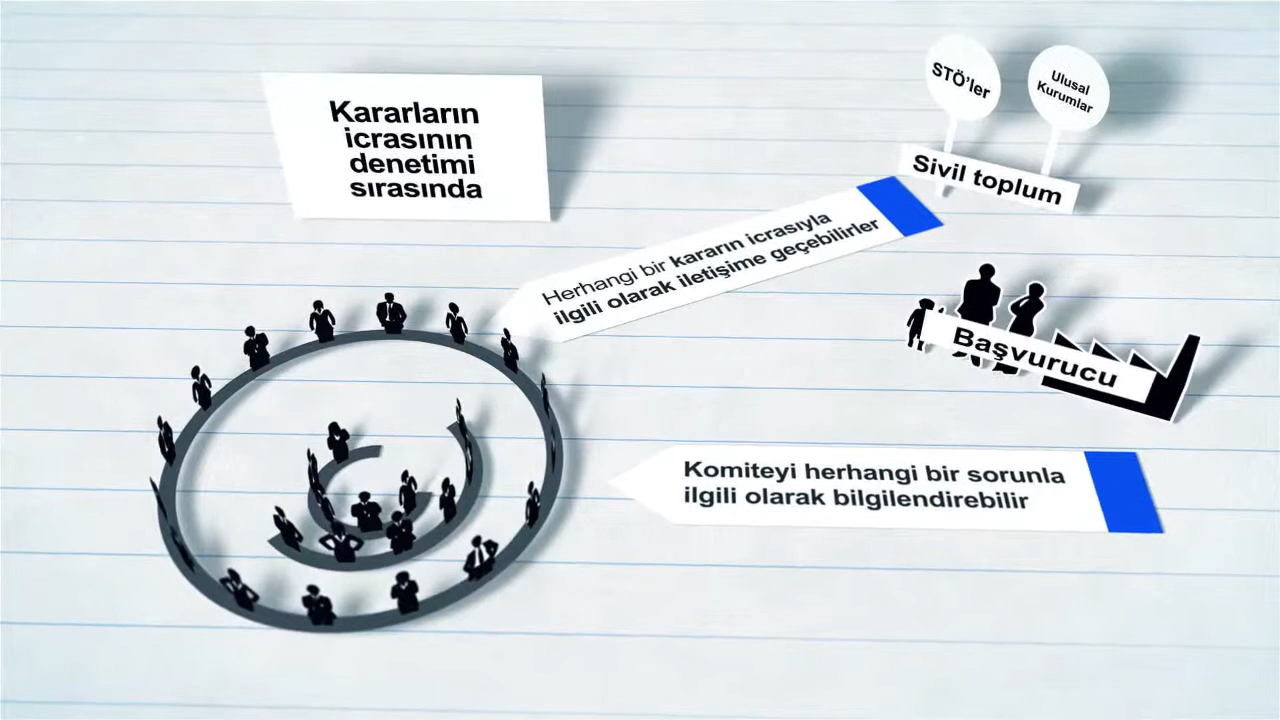 Kararların
icrasının
denetimi
sırasında
STÖ'ler
Ulusal
Kurumlar
Sivil toplum
Herhangi bir kararın icrasıyla
ilgili olarak iletişime geçebilirler
Başvurucu
Komiteyi herhangi bir sorunla
ilgili olarak bilgilendirebilir